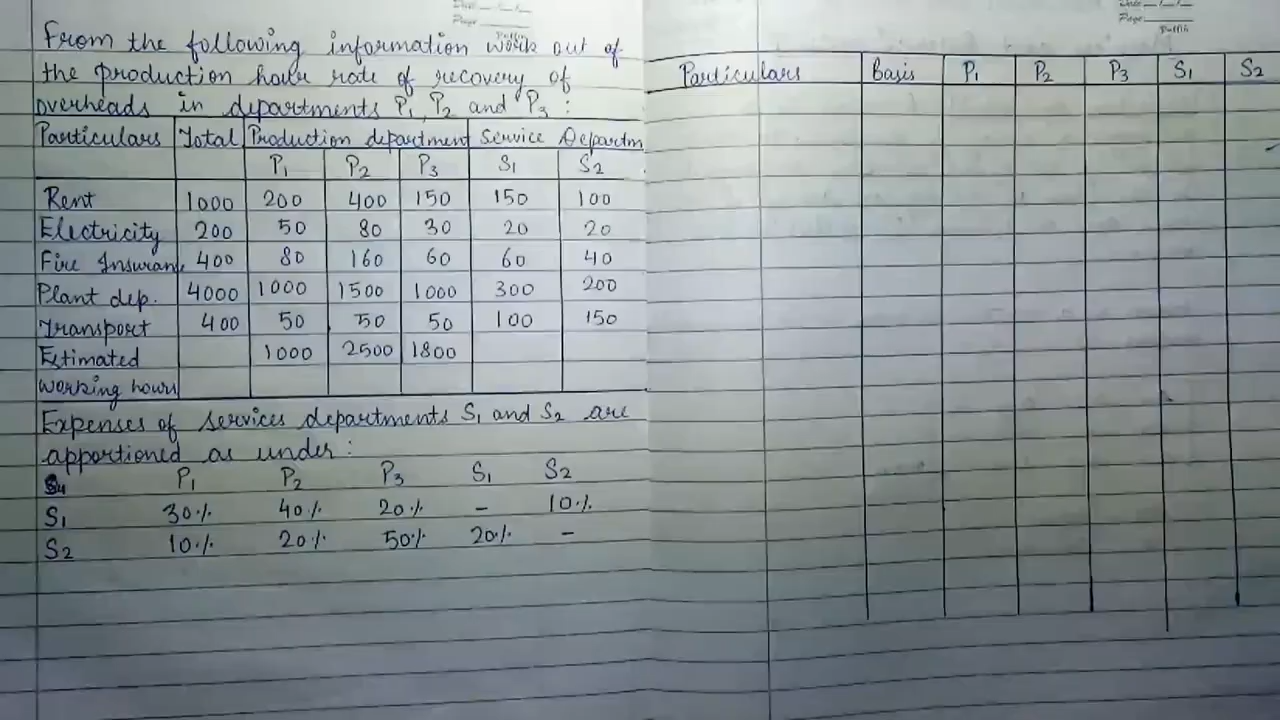 From the following information work out of
the production hour rate of recovery of
overheads in departments P1, P2 and P3 :
Particulars Total Production department Service Departm
P1 P2 P3 S1 S2
Rent 1000 200 400 150 150 100
Electricity 200 50 80 30 20 20
Fire Insuran 400 80 160 60 60 40
Plant dep. 4000 1000 1500 1000 300 200
Transport 400 50 50 50 100 150
Estimated 1000 2500 1800
working hours
Expenses of services departments S1 and S2 are
apportioned as under :
P1 P2 P3 S1 S2
S1 30% 40% 20% - 10%
S2 10% 20% 50% 20% -
Date
Page
Particulars Basis P1 P2 P3 S1 S2